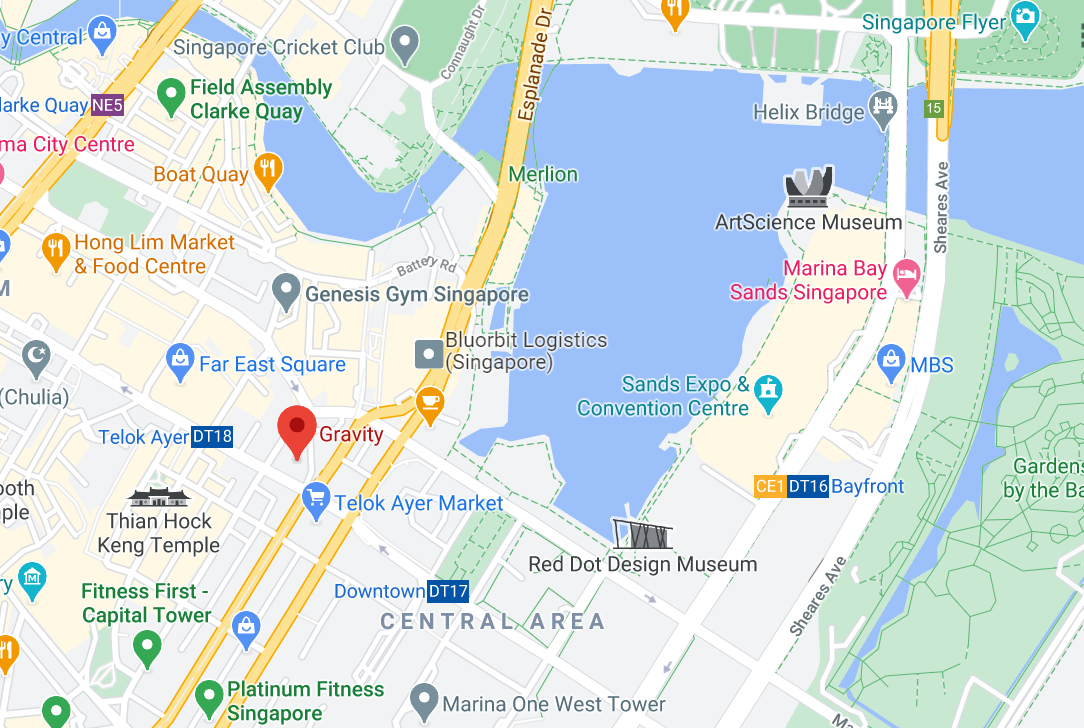 Singapore Flyer
y Central
Singapore Cricket Club
Connaught Dr
Esplanade Dr
Field Assembly
Clarke Quay
larke Quay NE5
15
Helix Bridge
ma City Centre
Boat Quay
Merlion
ArtScience Museum
Sheares Ave
Hong Lim Market
& Food Centre
Battery Rd
Marina Bay
Sands Singapore
M
Genesis Gym Singapore
Bluorbit Logistics
(Singapore)
Far East Square
MBS
(Chulia)
Sands Expo &
Convention Centre
Telok Ayer DT18
Gravity
Gardens
by the Ba
CE1 DT16 Bayfront
ooth
ple
Telok Ayer Market
Thian Hock
Keng Temple
Red Dot Design Museum
ry
Fitness First -
Capital Tower
Downtown DT17
CENTRAL AREA
Sheares Ave
Platinum Fitness
Singapore
Marina One West Tower
Ma